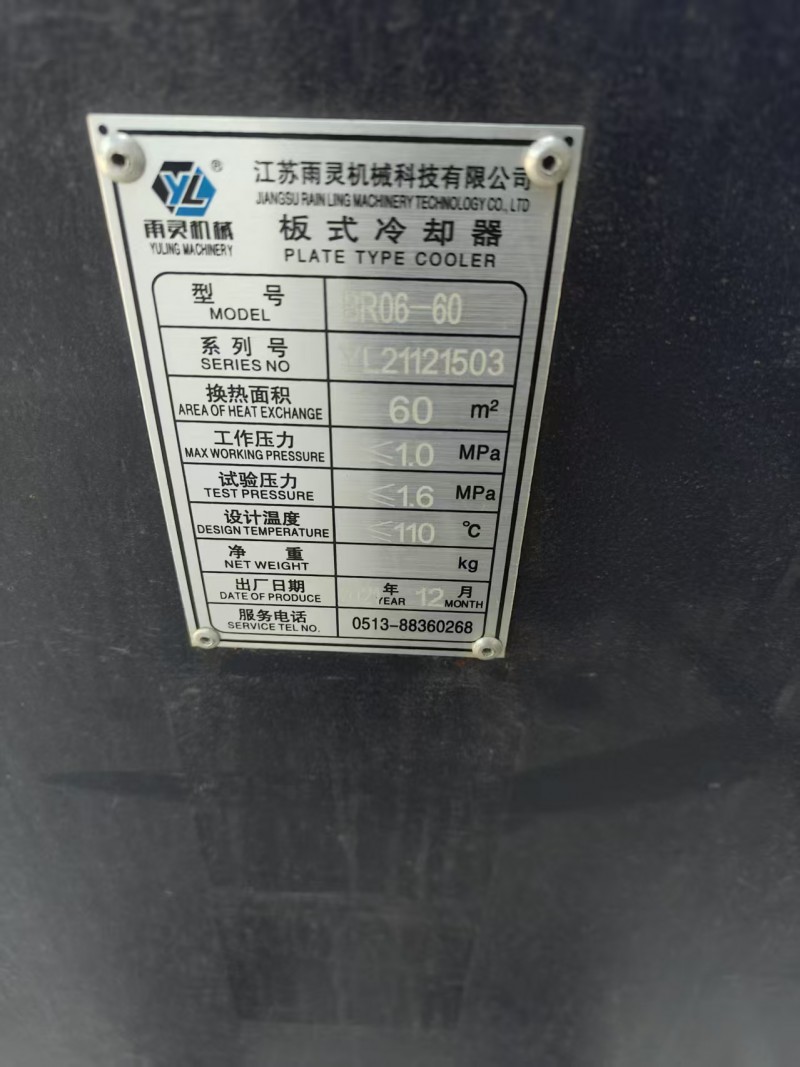 YL®
雨灵机械
YULING MACHINERY
江苏雨灵机械科技有限公司
JIANGSU RAIN LING MACHINERY TECHNOLOGY CO., LTD
板式冷却器
PLATE TYPE COOLER
型 号 BR06-60
MODEL
系列号 YL21121503
SERIES NO
换热面积 60 m²
AREA OF HEAT EXCHANGE
工作压力 ≤1.0 MPa
MAX WORKING PRESSURE
试验压力 ≤1.6 MPa
TEST PRESSURE
设计温度 ≤110 ℃
DESIGN TEMPERATURE
净 重 kg
NET WEIGHT
出厂日期 年 12 月
DATE OF PRODUCE YEAR MONTH
服务电话 0513-88360268
SERVICE TEL NO.